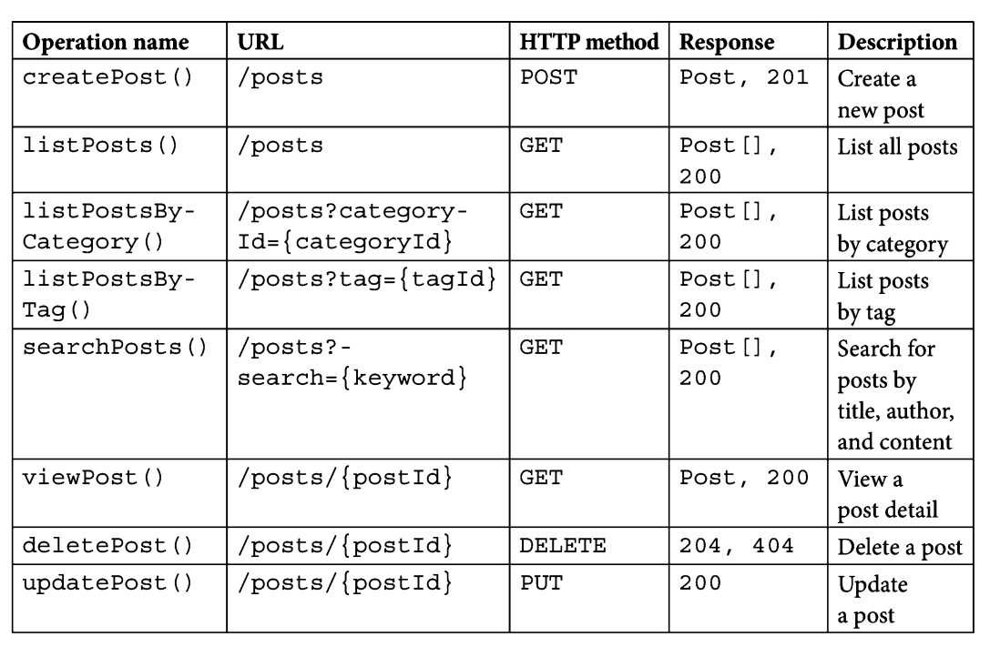 Operation name URL HTTP method Response Description
createPost() /posts POST Post, 201 Create a
new post
listPosts() /posts GET Post[], List all posts
200
listPostsBy- /posts?category- GET Post[], List posts
Category() Id={categoryId} 200 by category
listPostsBy- /posts?tag={tagId} GET Post[], List posts
Tag() 200 by tag
searchPosts() /posts?- GET Post[], Search for
search={keyword} 200 posts by
title, author,
and content
viewPost() /posts/{postId} GET Post, 200 View a
post detail
deletePost() /posts/{postId} DELETE 204, 404 Delete a post
updatePost() /posts/{postId} PUT 200 Update
a post